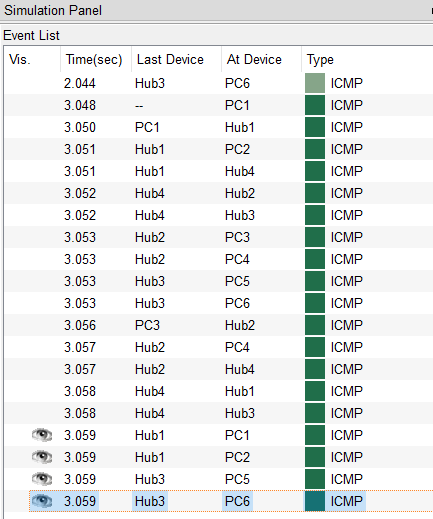 Simulation Panel
Event List
Vis. Time(sec) Last Device At Device Type
2.044 Hub3 PC6 ICMP
3.048 -- PC1 ICMP
3.050 PC1 Hub1 ICMP
3.051 Hub1 PC2 ICMP
3.051 Hub1 Hub4 ICMP
3.052 Hub4 Hub2 ICMP
3.052 Hub4 Hub3 ICMP
3.053 Hub2 PC3 ICMP
3.053 Hub2 PC4 ICMP
3.053 Hub3 PC5 ICMP
3.053 Hub3 PC6 ICMP
3.056 PC3 Hub2 ICMP
3.057 Hub2 PC4 ICMP
3.057 Hub2 Hub4 ICMP
3.058 Hub4 Hub1 ICMP
3.058 Hub4 Hub3 ICMP
3.059 Hub1 PC1 ICMP
3.059 Hub1 PC2 ICMP
3.059 Hub3 PC5 ICMP
3.059 Hub3 PC6 ICMP